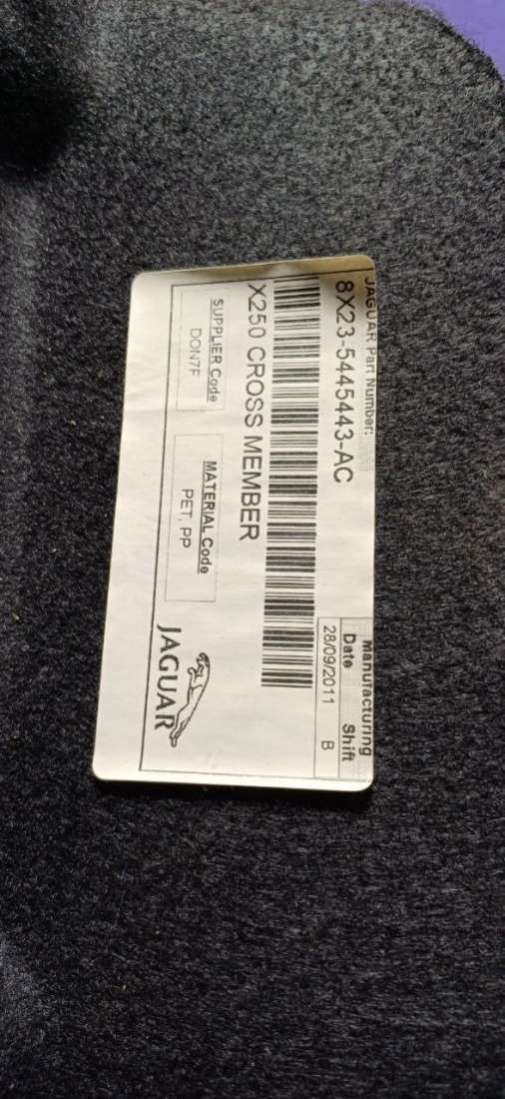 JAGUAR Part Number:
8X23-5445443-AC
Manufacturing
Date Shift
28/09/2011 B
X250 CROSS MEMBER
SUPPLIER Code
DON7F
MATERIAL Code
PET, PP
JAGUAR